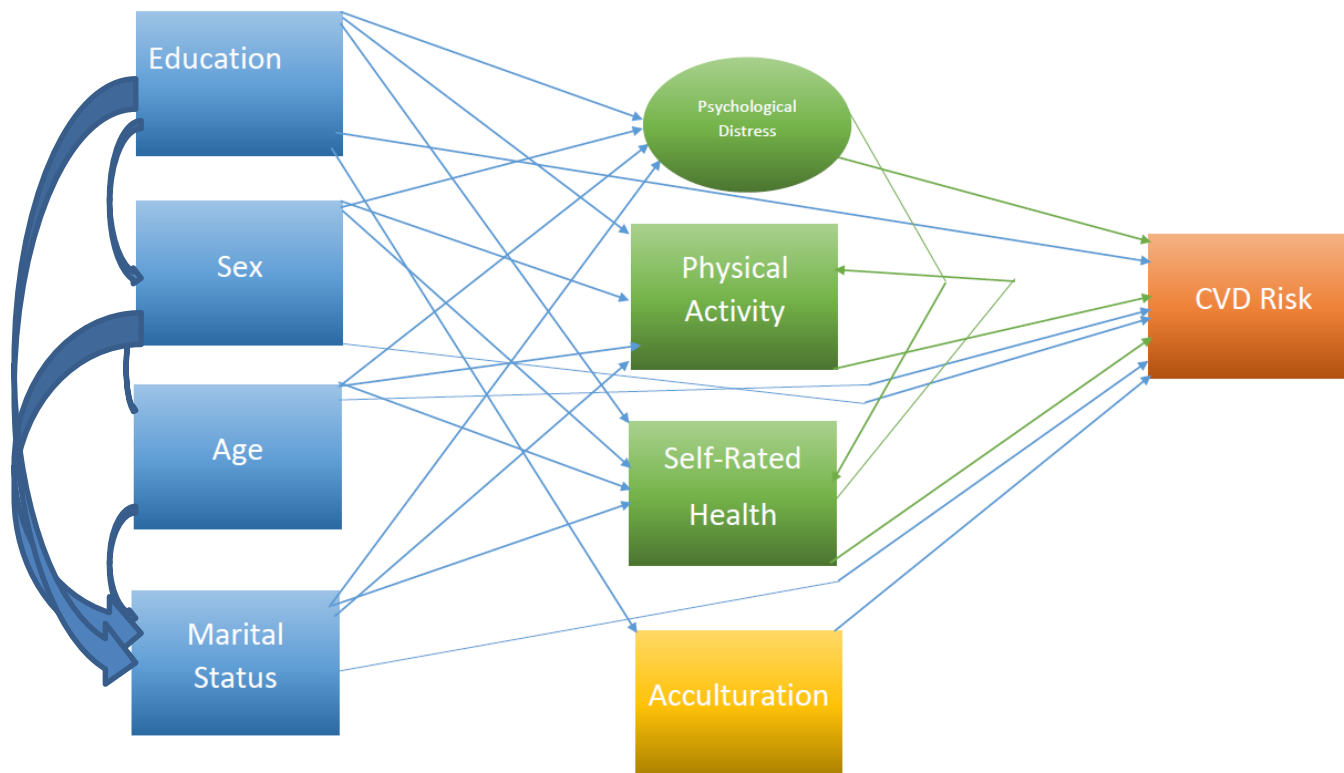 Education
Psychological
Distress
Sex
Physical
Activity
CVD Risk
Age
Self-Rated
Health
Marital
Status
Acculturation